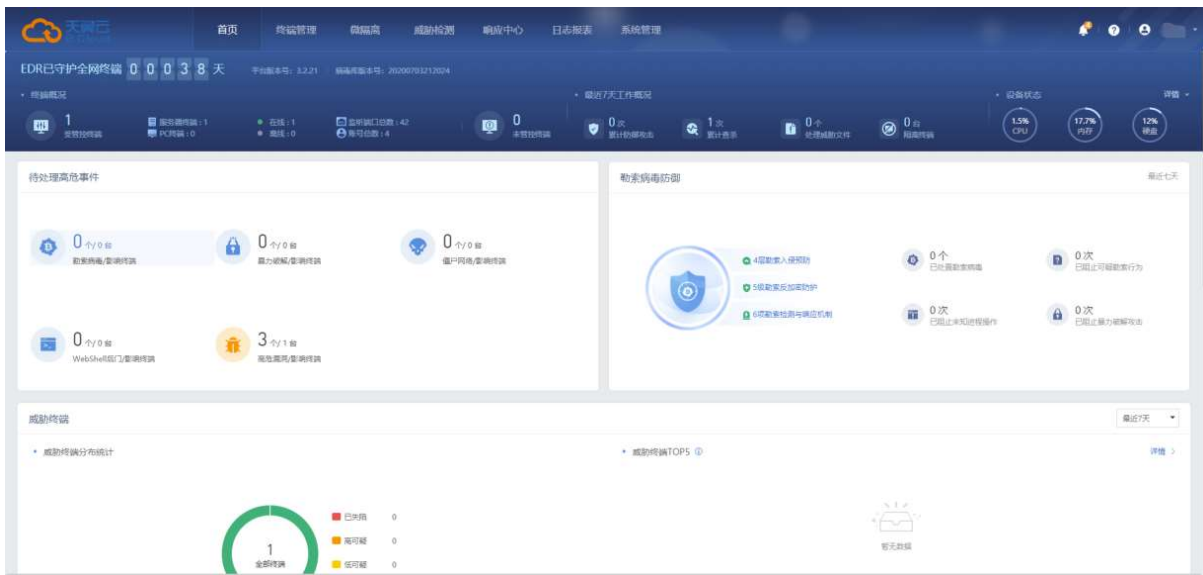 天翼云
首页 终端管理 微隔离 威胁检测 响应中心 日志报表 系统管理
EDR已守护全网终端 0 0 0 3 8 天 平台版本号：3.2.21 病毒库版本号：20200703212024
终端概况 最近7天工作概况 设备状态 详情
1 受管控终端 服务器终端：1 PC终端：0 在线：1 离线：0 监听端口总数：42 账号总数：4 0 未管控终端 0次 累计防爆攻击 1次 累计查杀 0个 处理威胁文件 0台 隔离终端 1.5% CPU 17.7% 内存 12% 硬盘
待处理高危事件
0 个/0台
勒索病毒/影响终端
0 个/0台
暴力破解/影响终端
0 个/0台
僵尸网络/影响终端
0 个/0台
WebShell后门/影响终端
3 个/1台
高危漏洞/影响终端
勒索病毒防御 最近七天
4层勒索入侵预防
5级勒索反加密防护
6项勒索检测与响应机制
0个
已处置勒索病毒
0次
已阻止可疑勒索行为
0次
已阻止未知进程操作
0次
已阻止暴力破解攻击
威胁终端 最近7天
威胁终端分布统计
1
全部终端
已失陷 0
高可疑 0
低可疑 0
威胁终端TOP5 详情
暂无数据